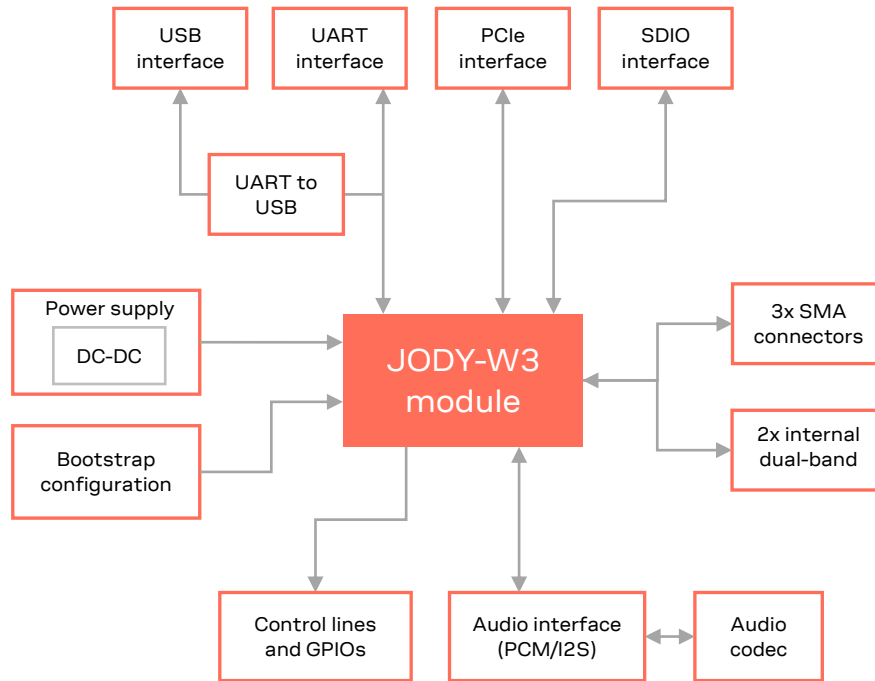 USB
interface
UART
interface
PCIe
interface
SDIO
interface
UART to
USB
Power supply
DC-DC
JODY-W3
module
3x SMA
connectors
Bootstrap
configuration
2x internal
dual-band
Control lines
and GPIOs
Audio interface
(PCM/I2S)
Audio
codec